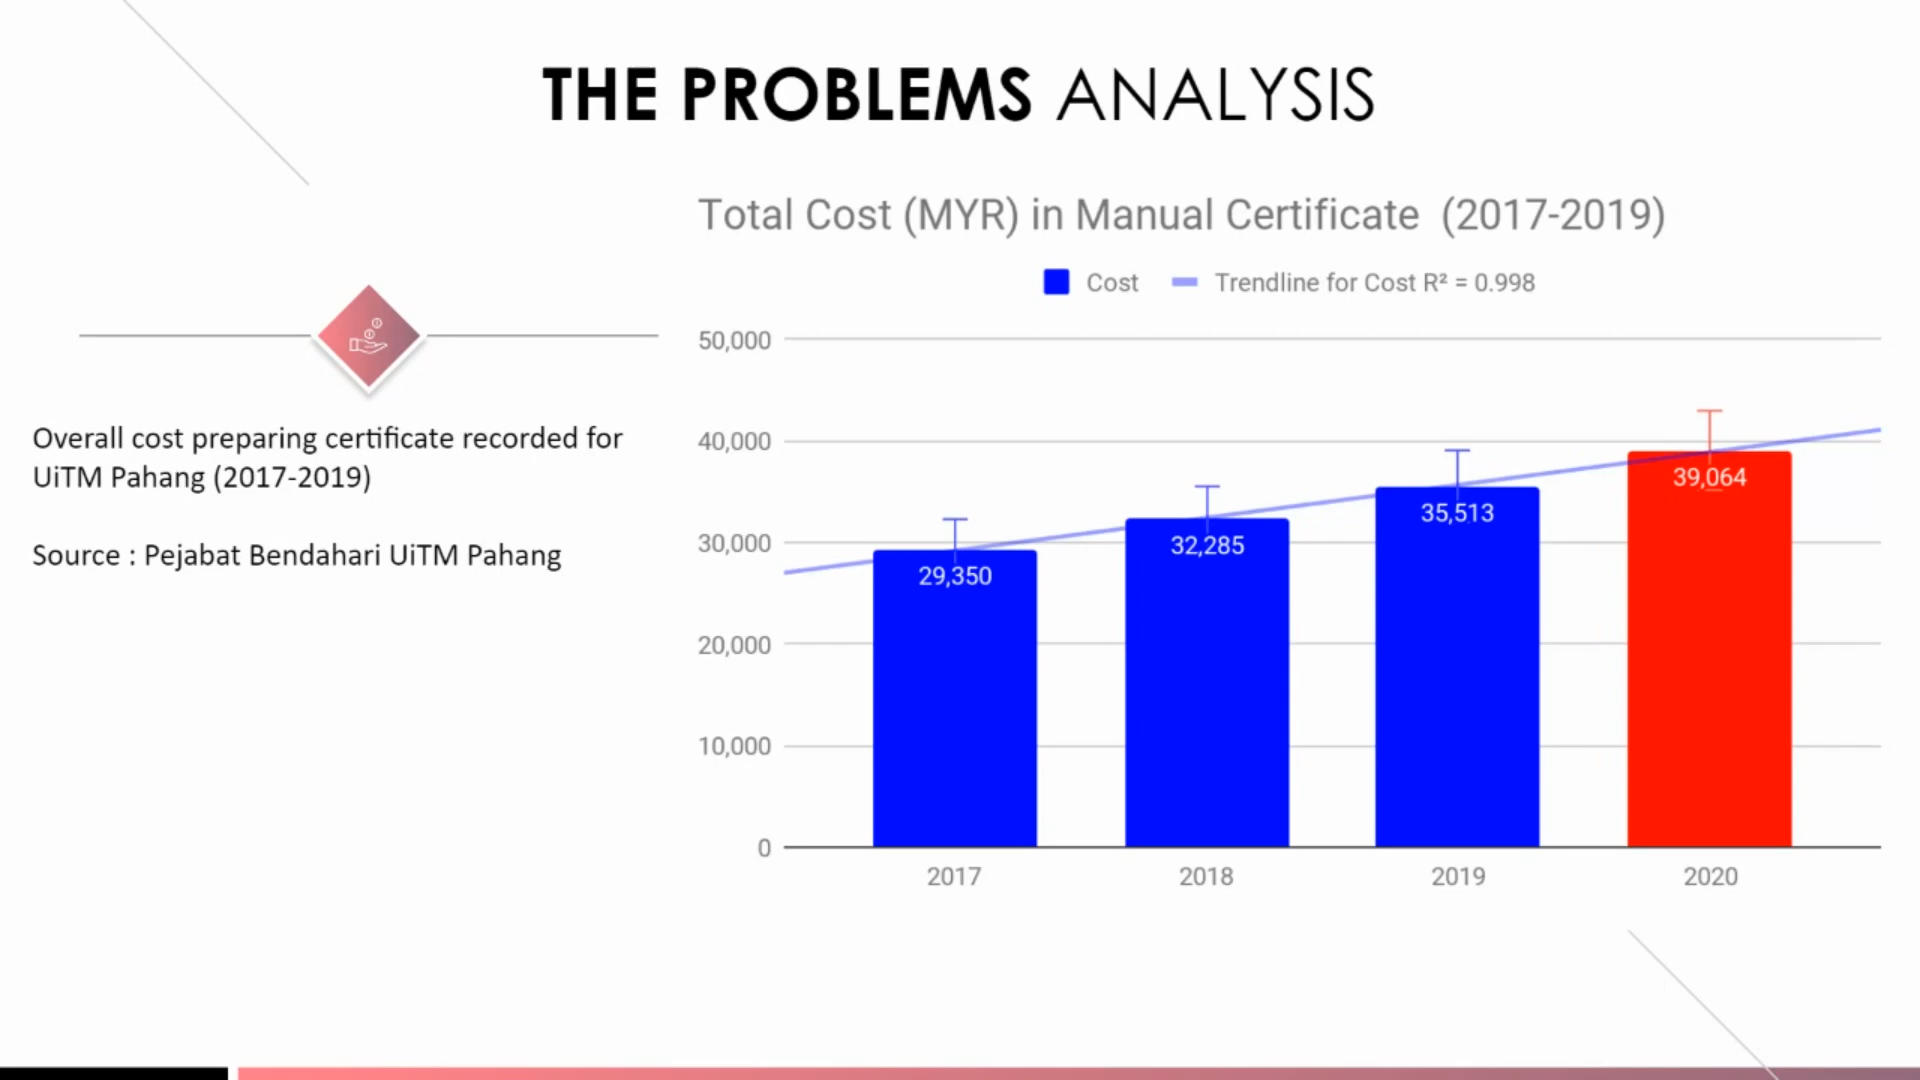 THE PROBLEMS ANALYSIS
Overall cost preparing certificate recorded for
UiTM Pahang (2017-2019)
Source : Pejabat Bendahari UiTM Pahang
Total Cost (MYR) in Manual Certificate (2017-2019)
Cost
Trendline for Cost R² = 0.998
50,000
40,000
30,000
20,000
10,000
0
29,350
32,285
35,513
39,064
2017
2018
2019
2020